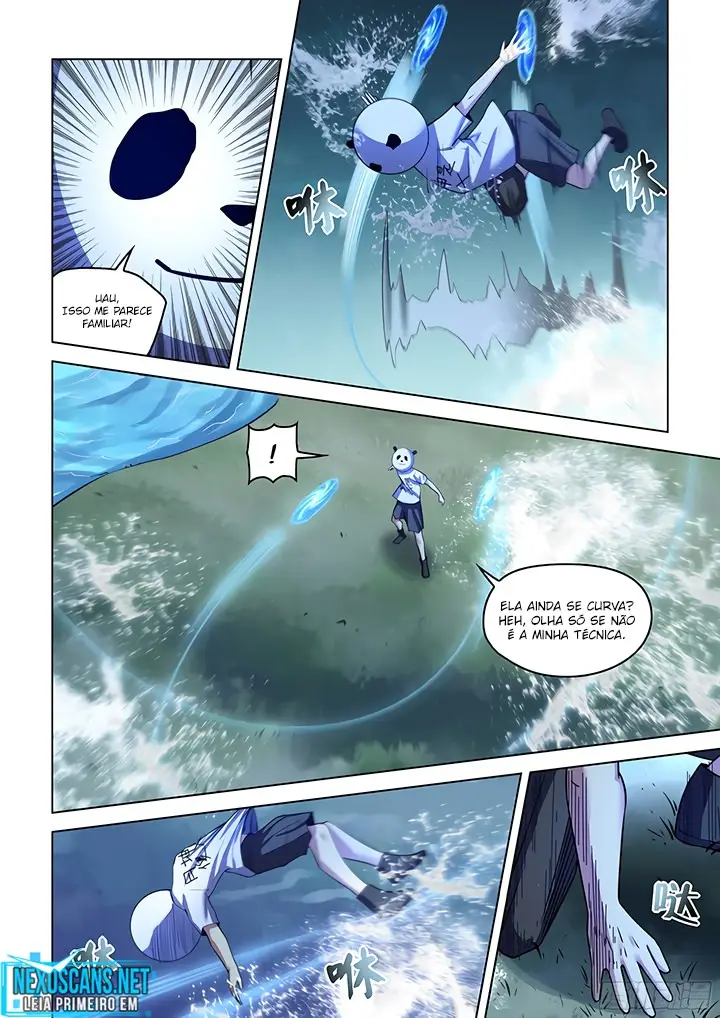 UAU,
ISSO ME PARECE
FAMILIAR!
咻
咻
!
ELA AINDA SE CURVA?
HEH, OLHA SÓ SE NÃO
É A MINHA TÉCNICA.
咻
咻
哒
NEXOSCANS.NET
LEIA PRIMEIRO EM